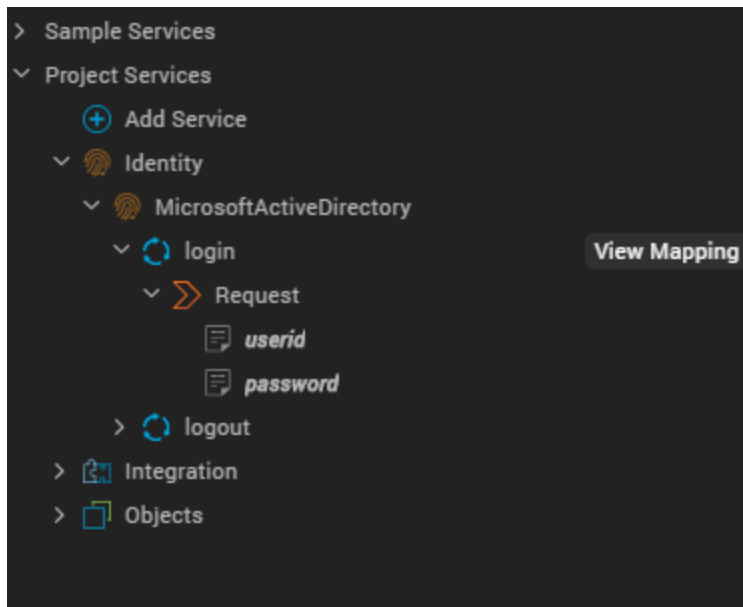 Sample Services
Project Services
Add Service
Identity
MicrosoftActiveDirectory
login View Mapping
Request
userid
password
logout
Integration
Objects